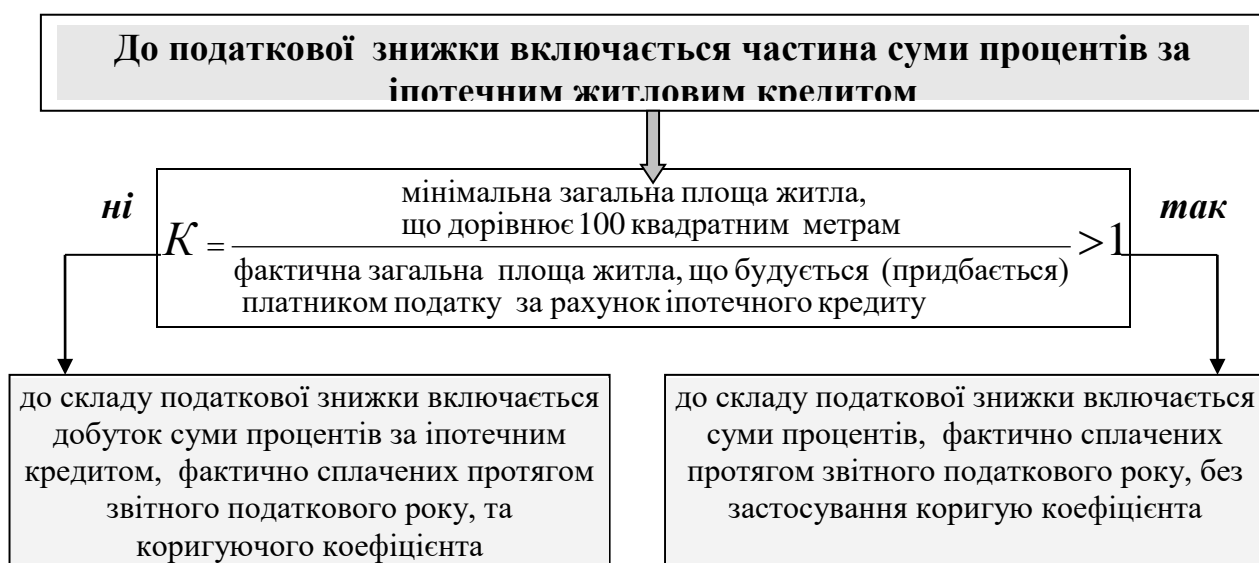 До податкової знижки включається частина суми процентів за
іпотечним житловим кредитом
ні
так
мінімальна загальна площа житла,
що дорівнює 100 квадратним метрам
К =
> 1
фактична загальна площа житла, що будується (придбається)
платником податку за рахунок іпотечного кредиту
до складу податкової знижки включається
добуток суми процентів за іпотечним
кредитом, фактично сплачених протягом
звітного податкового року, та
коригуючого коефіцієнта
до складу податкової знижки включається
суми процентів, фактично сплачених
протягом звітного податкового року, без
застосування коригую коефіцієнта